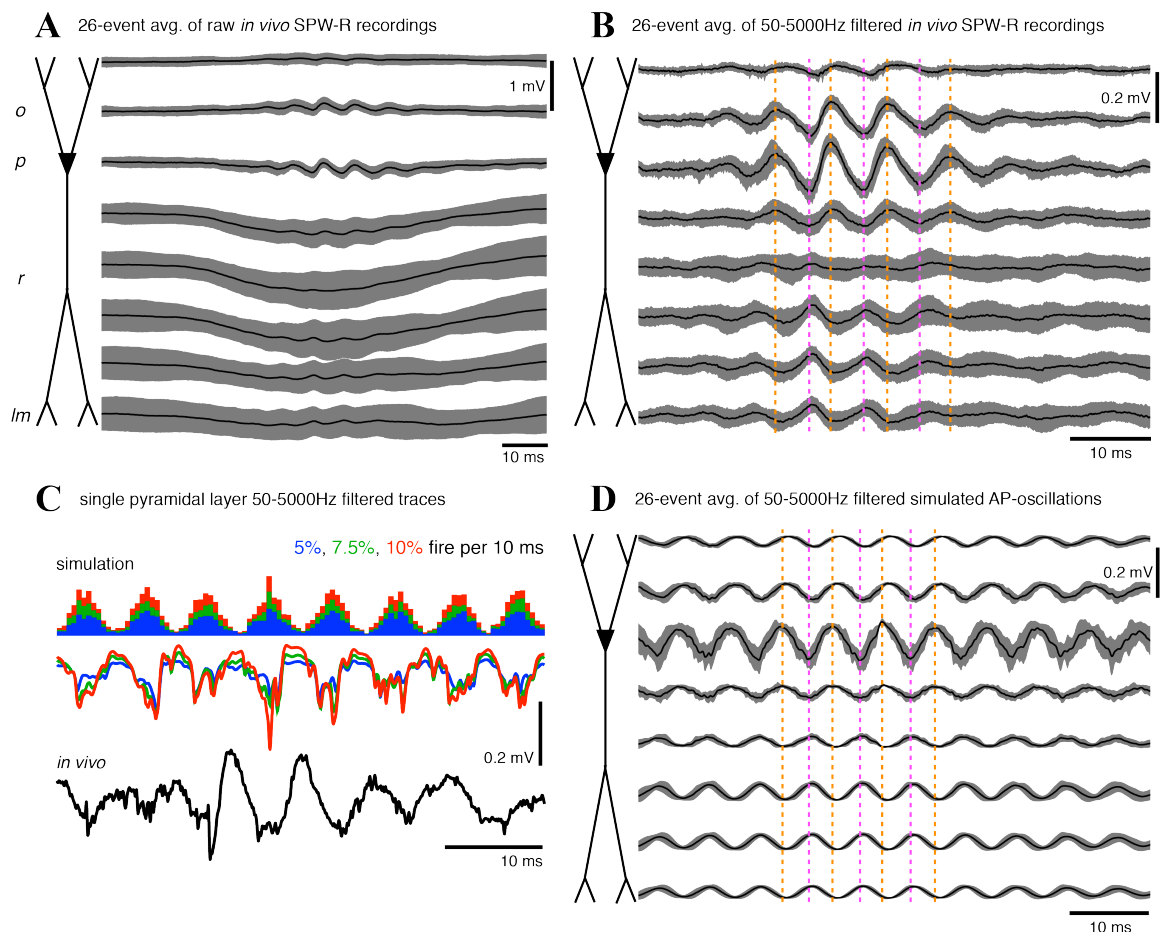 A 26-event avg. of raw in vivo SPW-R recordings
1 mV
o
p
r
lm
10 ms
B 26-event avg. of 50-5000Hz filtered in vivo SPW-R recordings
0.2 mV
10 ms
C single pyramidal layer 50-5000Hz filtered traces
5%, 7.5%, 10% fire per 10 ms
simulation
0.2 mV
in vivo
10 ms
D 26-event avg. of 50-5000Hz filtered simulated AP-oscillations
0.2 mV
10 ms